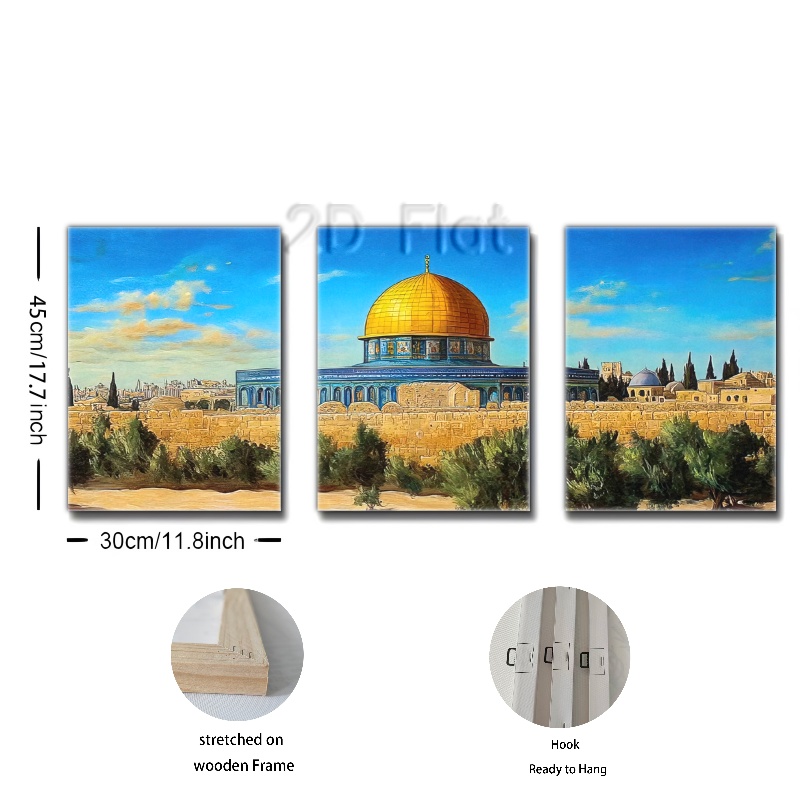 2D Flat
45cm/17.7inch
30cm/11.8inch
stretched on
wooden Frame
Hook
Ready to Hang